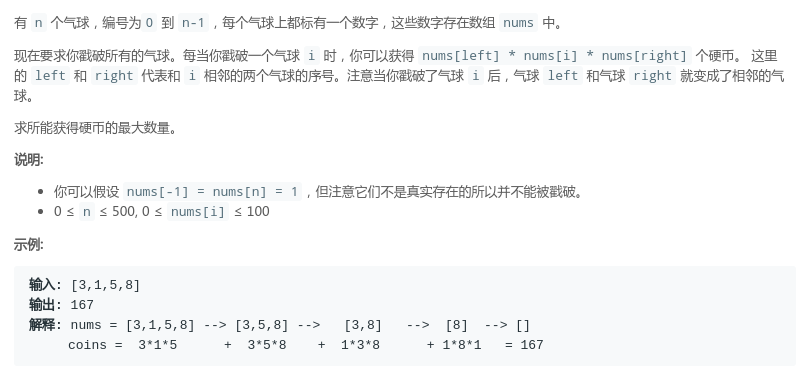 有 n 个气球，编号为 0 到 n-1，每个气球上都标有一个数字，这些数字存在数组 nums 中。
现在要求你戳破所有的气球。每当你戳破一个气球 i 时，你可以获得 nums[left] * nums[i] * nums[right] 个硬币。 这里
的 left 和 right 代表和 i 相邻的两个气球的序号。注意当你戳破了气球 i 后，气球 left 和气球 right 就变成了相邻的气
球。
求所能获得硬币的最大数量。
说明:
• 你可以假设 nums[-1] = nums[n] = 1，但注意它们不是真实存在的所以并不能被戳破。
• 0 ≤ n ≤ 500, 0 ≤ nums[i] ≤ 100
示例:
输入: [3,1,5,8]
输出: 167
解释: nums = [3,1,5,8] --> [3,5,8] --> [3,8] --> [8] --> []
coins = 3*1*5 + 3*5*8 + 1*3*8 + 1*8*1 = 167